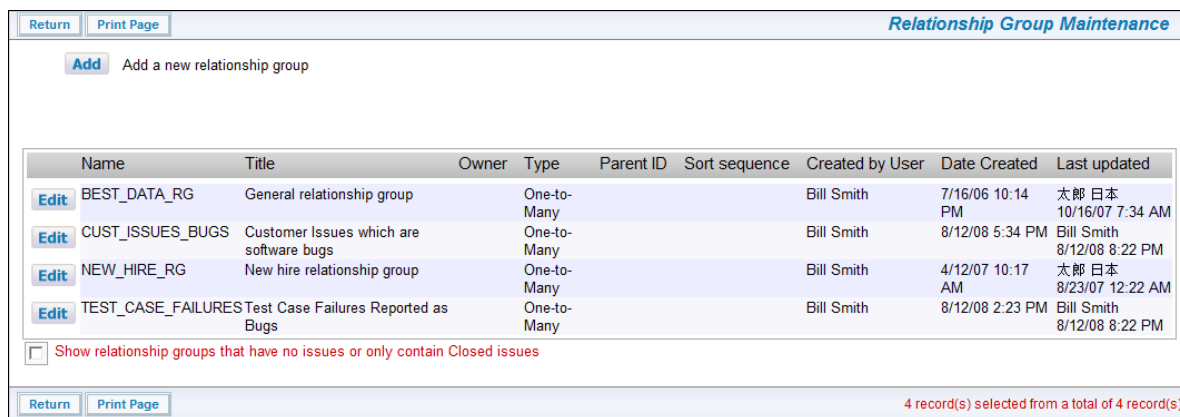 Return Print Page Relationship Group Maintenance
Add Add a new relationship group
Name Title Owner Type Parent ID Sort sequence Created by User Date Created Last updated
Edit BEST_DATA_RG General relationship group One-to- Bill Smith 7/16/06 10:14 太郎 日本
Many PM 10/16/07 7:34 AM
Edit CUST_ISSUES_BUGS Customer Issues which are One-to- Bill Smith 8/12/08 5:34 PM Bill Smith
software bugs Many 8/12/08 8:22 PM
Edit NEW_HIRE_RG New hire relationship group One-to- Bill Smith 4/12/07 10:17 太郎 日本
Many AM 8/23/07 12:22 AM
Edit TEST_CASE_FAILURES Test Case Failures Reported as One-to- Bill Smith 8/12/08 2:23 PM Bill Smith
Bugs Many 8/12/08 8:22 PM
Show relationship groups that have no issues or only contain Closed issues
Return Print Page 4 record(s) selected from a total of 4 record(s)